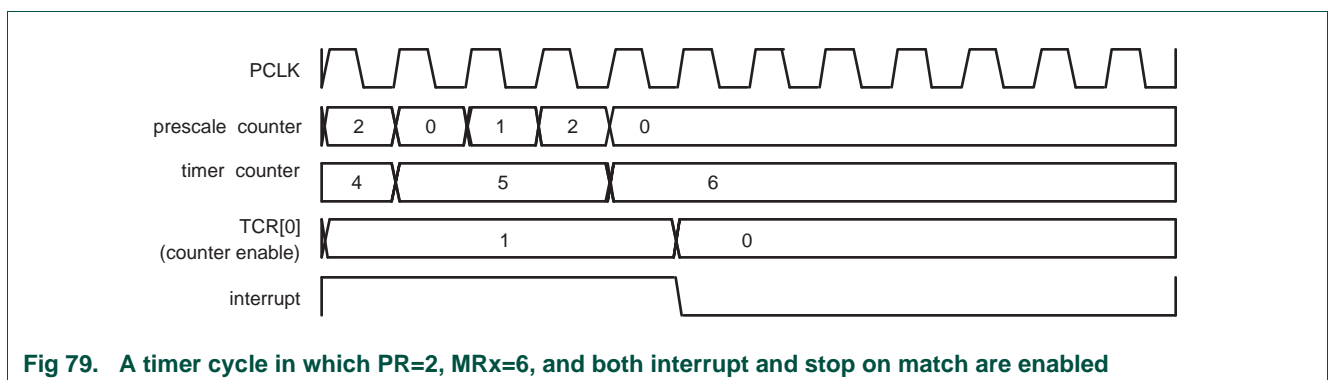 PCLK
prescale counter 2 0 1 2 0
timer counter 4 5 6
TCR[0]
(counter enable) 1 0
interrupt
Fig 79. A timer cycle in which PR=2, MRx=6, and both interrupt and stop on match are enabled